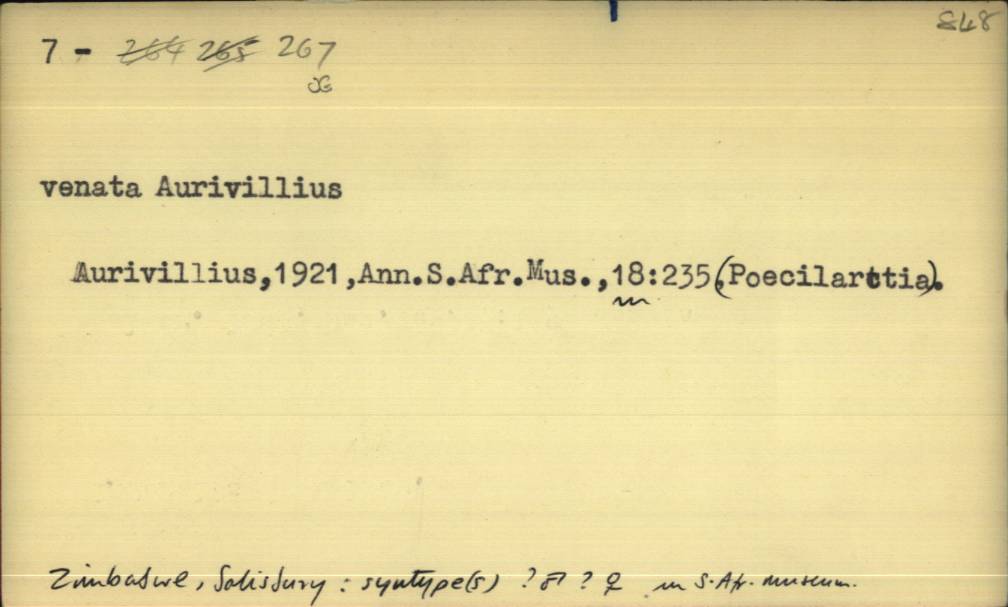 848
7 - 264 265 267
venata Aurivillius
Aurivillius,1921,Ann.S.Afr.Mus.,18:235,(Poecilarctia).
Zimbabwe, Salisbury : syntype(s) ? ♂ ? ♀ in S. Afr. Museum.